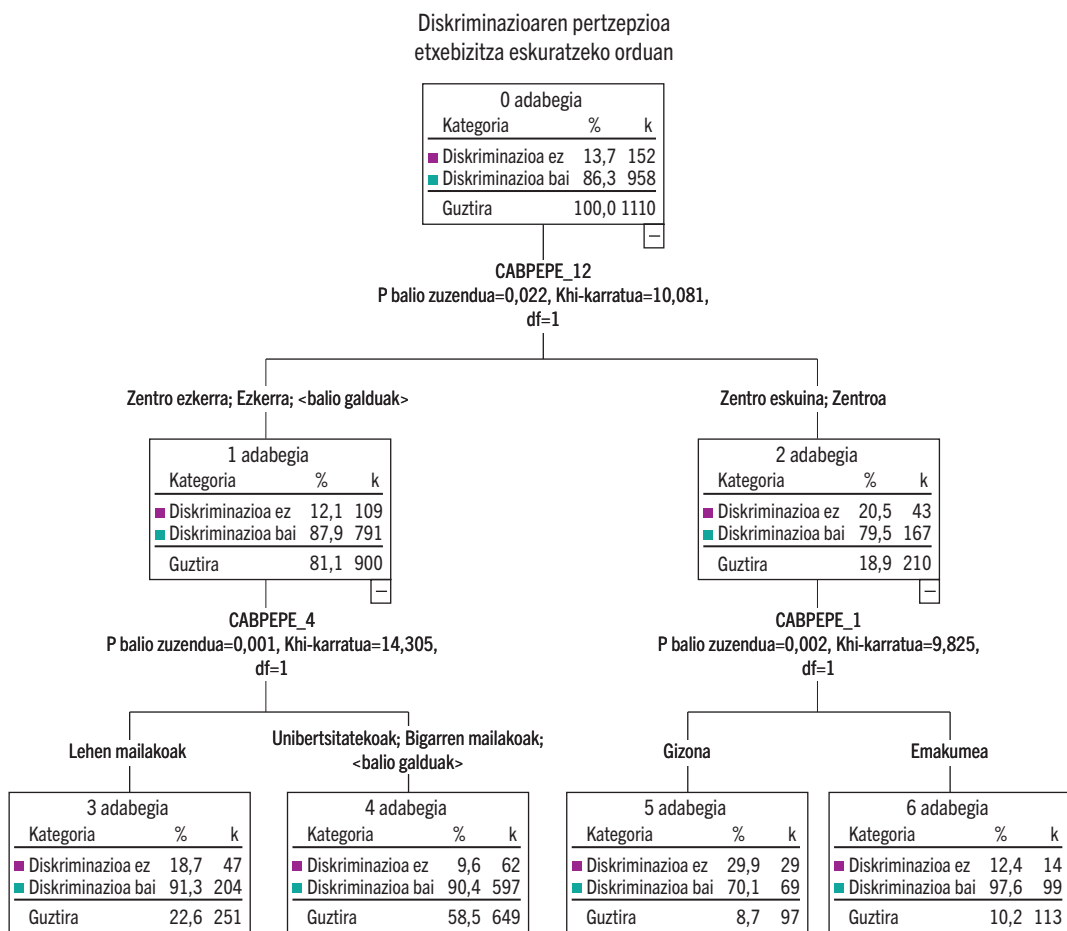 Diskriminazioaren pertzepzioa
etxebizitza eskuratzeko orduan
0 adabegia
Kategoria % k
Diskriminazioa ez 13,7 152
Diskriminazioa bai 86,3 958
Guztira 100,0 1110
CABPEPE_12
P balio zuzendua=0,022, Khi-karratua=10,081,
df=1
Zentro ezkerra; Ezkerra; <balio galduak>
Zentro eskuina; Zentroa
1 adabegia
Kategoria % k
Diskriminazioa ez 12,1 109
Diskriminazioa bai 87,9 791
Guztira 81,1 900
2 adabegia
Kategoria % k
Diskriminazioa ez 20,5 43
Diskriminazioa bai 79,5 167
Guztira 18,9 210
CABPEPE_4
P balio zuzendua=0,001, Khi-karratua=14,305,
df=1
CABPEPE_1
P balio zuzendua=0,002, Khi-karratua=9,825,
df=1
Lehen mailakoak
Unibertsitatekoak; Bigarren mailakoak;
<balio galduak>
Gizona
Emakumea
3 adabegia
Kategoria % k
Diskriminazioa ez 18,7 47
Diskriminazioa bai 91,3 204
Guztira 22,6 251
4 adabegia
Kategoria % k
Diskriminazioa ez 9,6 62
Diskriminazioa bai 90,4 597
Guztira 58,5 649
5 adabegia
Kategoria % k
Diskriminazioa ez 29,9 29
Diskriminazioa bai 70,1 69
Guztira 8,7 97
6 adabegia
Kategoria % k
Diskriminazioa ez 12,4 14
Diskriminazioa bai 97,6 99
Guztira 10,2 113